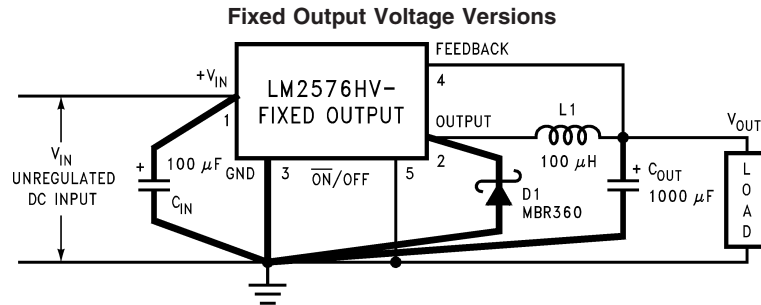 Fixed Output Voltage Versions
FEEDBACK
+VIN
LM2576HV-
FIXED OUTPUT
4
L1
OUTPUT
VOUT
1
VIN
UNREGULATED
DC INPUT
+ 100 µF
GND
3
ON/OFF
5
2
100 µH
+ COUT
1000 µF
CIN
D1
MBR360
LOAD